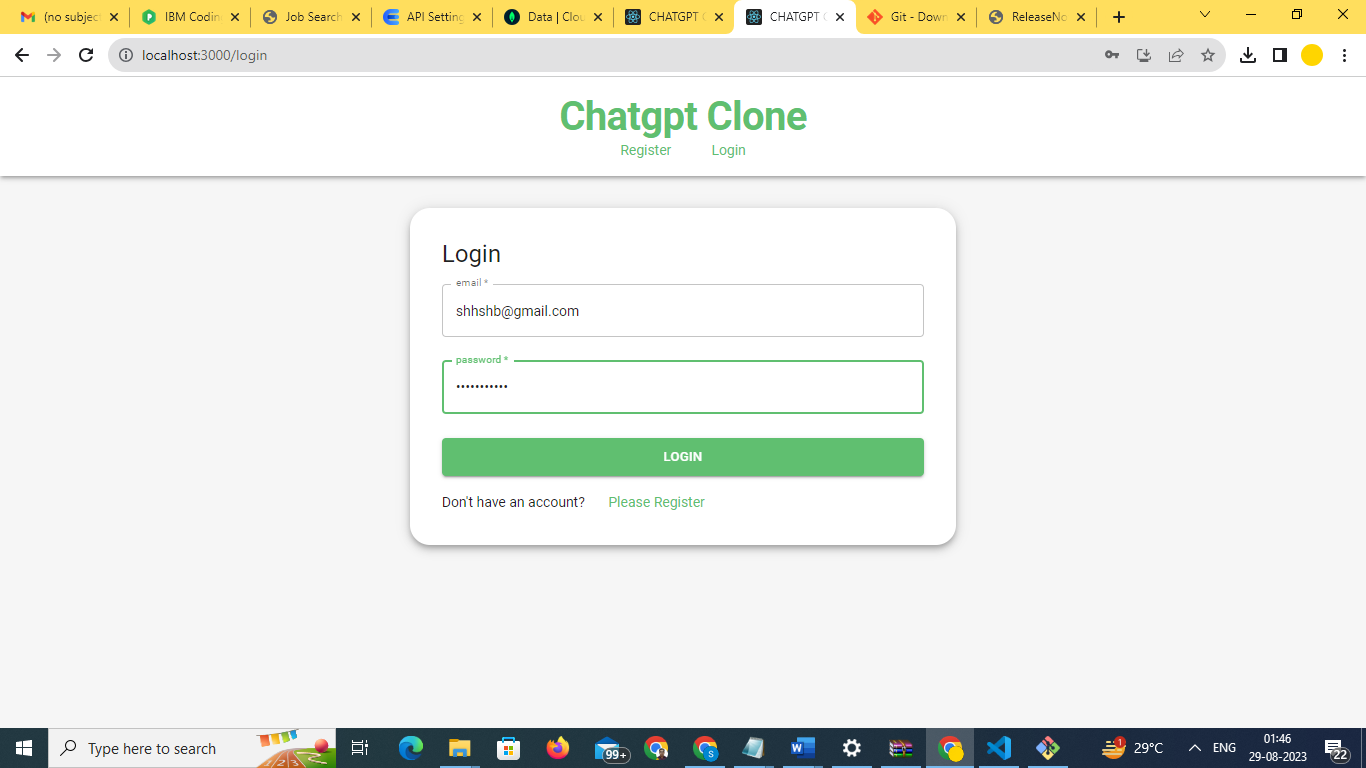 (no subject
IBM Coding
Job Search
API Setting
Data | Clou
CHATGPT C
CHATGPT C
Git - Down
ReleaseNo
localhost:3000/login
Chatgpt Clone
Register Login
Login
email *
shhshb@gmail.com
password *
•••••••••••
LOGIN
Don't have an account? Please Register
Type here to search
99+
S
W
1
29°C
ENG
01:46
29-08-2023
22